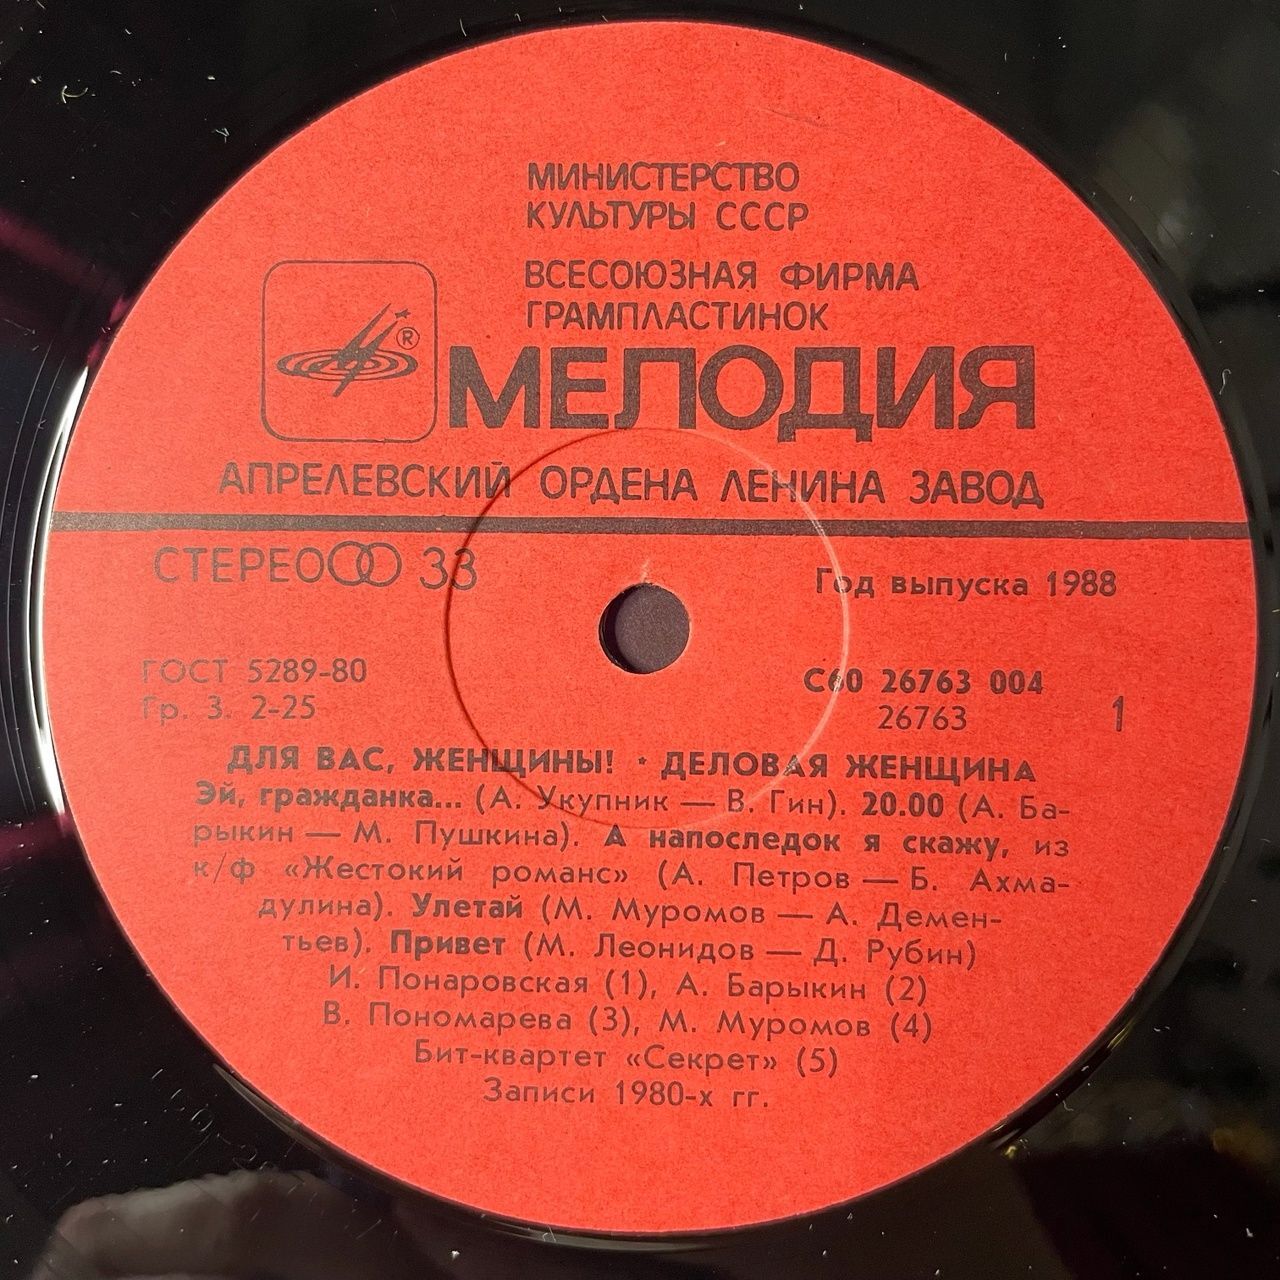 МИНИСТЕРСТВО
КУЛЬТУРЫ СССР
ВСЕСОЮЗНАЯ ФИРМА
ГРАМПЛАСТИНОК
®
МЕЛОДИЯ
АПРЕЛЕВСКИЙ ОРДЕНА ЛЕНИНА ЗАВОД
СТЕРЕО 33
Год выпуска 1988
ГОСТ 5289-80
Гр. 3. 2-25
С60 26763 004
26763
1
ДЛЯ ВАС, ЖЕНЩИНЫ! • ДЕЛОВАЯ ЖЕНЩИНА
Эй, гражданка... (А. Укупник — В. Гин). 20.00 (А. Ба-
рыкин — М. Пушкина). А напоследок я скажу, из
к/ф «Жестокий романс» (А. Петров — Б. Ахма-
дулина). Улетай (М. Муромов — А. Демен-
тьев). Привет (М. Леонидов — Д. Рубин)
И. Понаровская (1), А. Барыкин (2)
В. Пономарева (3), М. Муромов (4)
Бит-квартет «Секрет» (5)
Записи 1980-х гг.